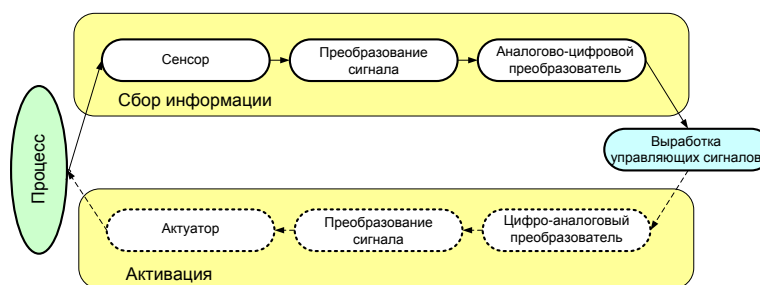 Сенсор
Преобразование
сигнала
Аналогово-цифровой
преобразователь
Сбор информации
Процесс
Выработка
управляющих сигналов
Актуатор
Преобразование
сигнала
Цифро-аналоговый
преобразователь
Активация